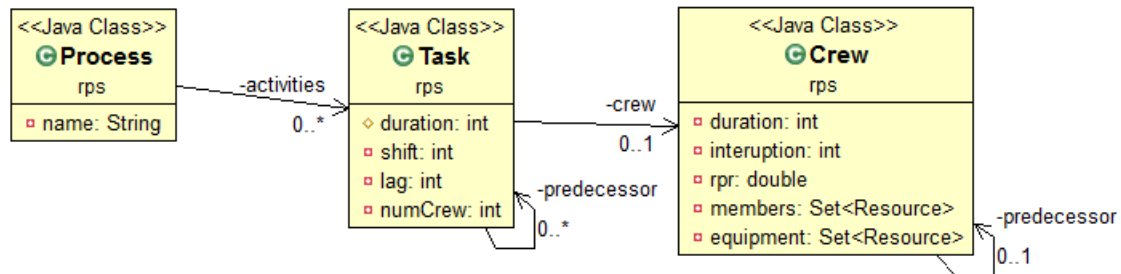 <<Java Class>>
Process
rps
name: String
-activities
0..*
<<Java Class>>
Task
rps
duration: int
shift: int
lag: int
numCrew: int
-predecessor
0..*
-crew
0..1
<<Java Class>>
Crew
rps
duration: int
interuption: int
rpr: double
members: Set<Resource>
equipment: Set<Resource>
-predecessor
0..1